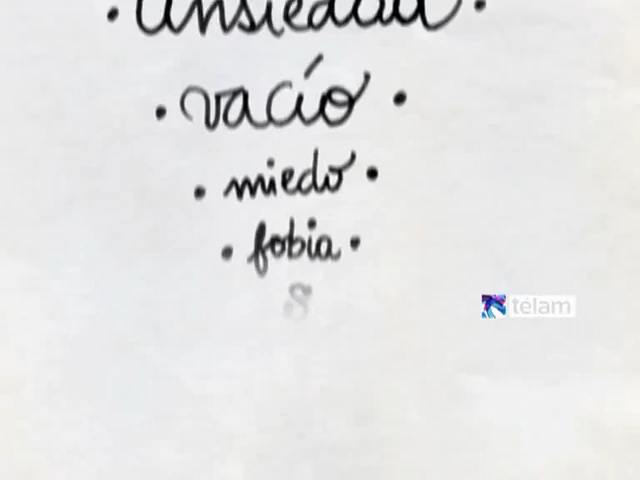 · Ansiedad ·
· vacío ·
· miedo ·
· fobia ·
télam